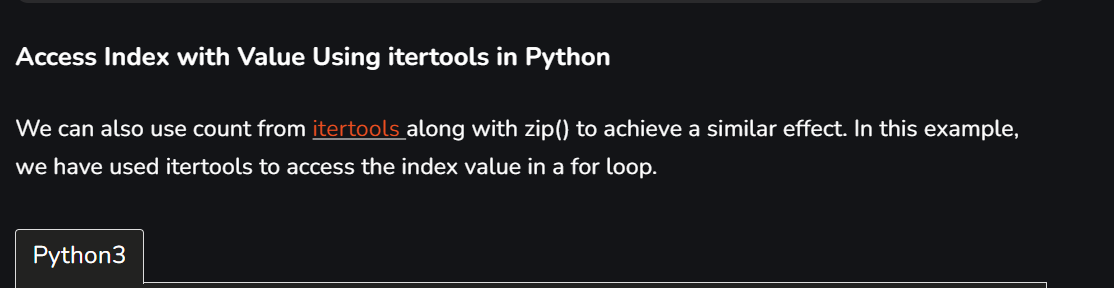 Access Index with Value Using itertools in Python
We can also use count from itertools along with zip() to achieve a similar effect. In this example,
we have used itertools to access the index value in a for loop.
Python3